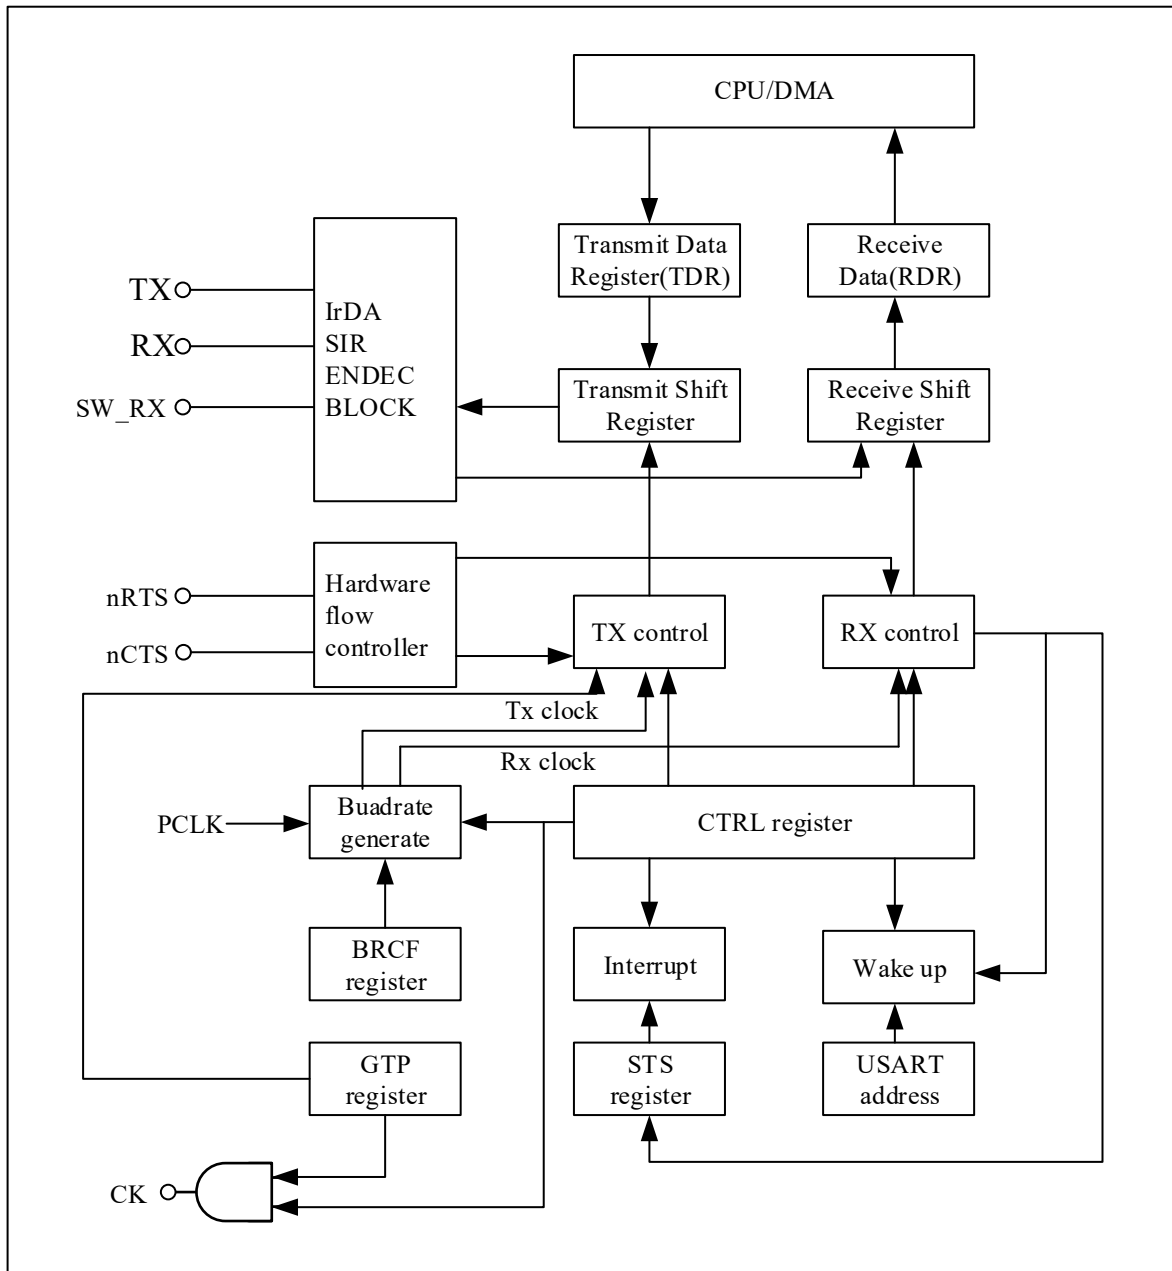 CPU/DMA
Transmit Data
Register(TDR)
Receive
Data(RDR)
TX
RX
SW_RX
IrDA
SIR
ENDEC
BLOCK
Transmit Shift
Register
Receive Shift
Register
nRTS
nCTS
Hardware
flow
controller
TX control
RX control
Tx clock
Rx clock
PCLK
Buadrate
generate
CTRL register
BRCF
register
Interrupt
Wake up
GTP
register
STS
register
USART
address
CK